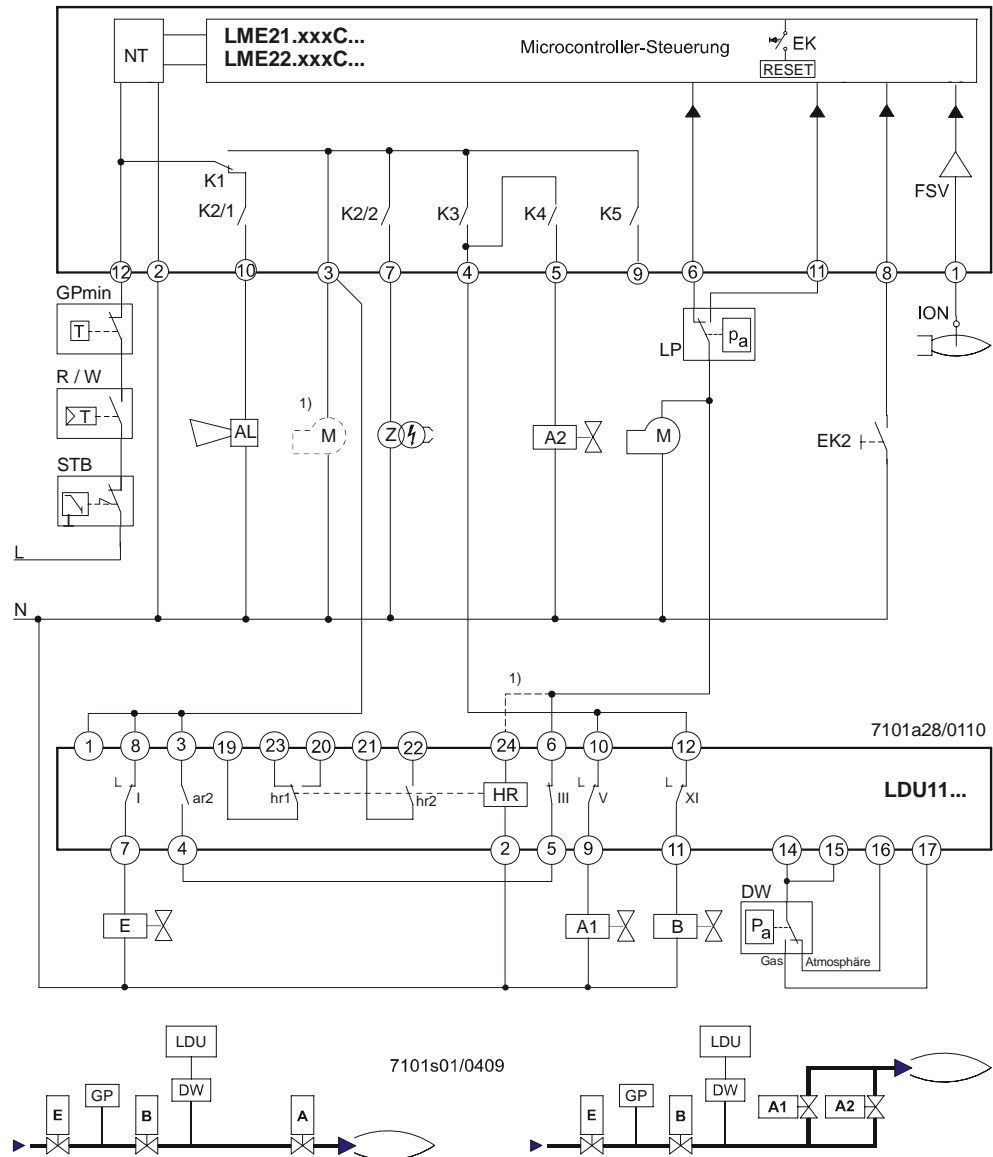 LME21.xxxC...
LME22.xxxC...
NT
Microcontroller-Steuerung
EK
RESET
FSV
K1
K2/1 K2/2 K3 K4 K5
12 2 10 3 7 4 5 9 6 11 8 1
GPmin
T
R / W
T
STB
L
N
AL
1)
M
Z
A2
LP
pa
M
EK2
ION
1)
7101a28/0110
1 8 3 19 23 20 21 22 24 6 10 12
L I ar2 hr1 hr2 HR III L V L XI
LDU11...
7 4 2 5 9 11 14 15 16 17
E
A1
B
DW
Pa
Gas Atmosphäre
7101s01/0409
LDU
DW
GP
E B A
LDU
DW
GP
E B A1 A2